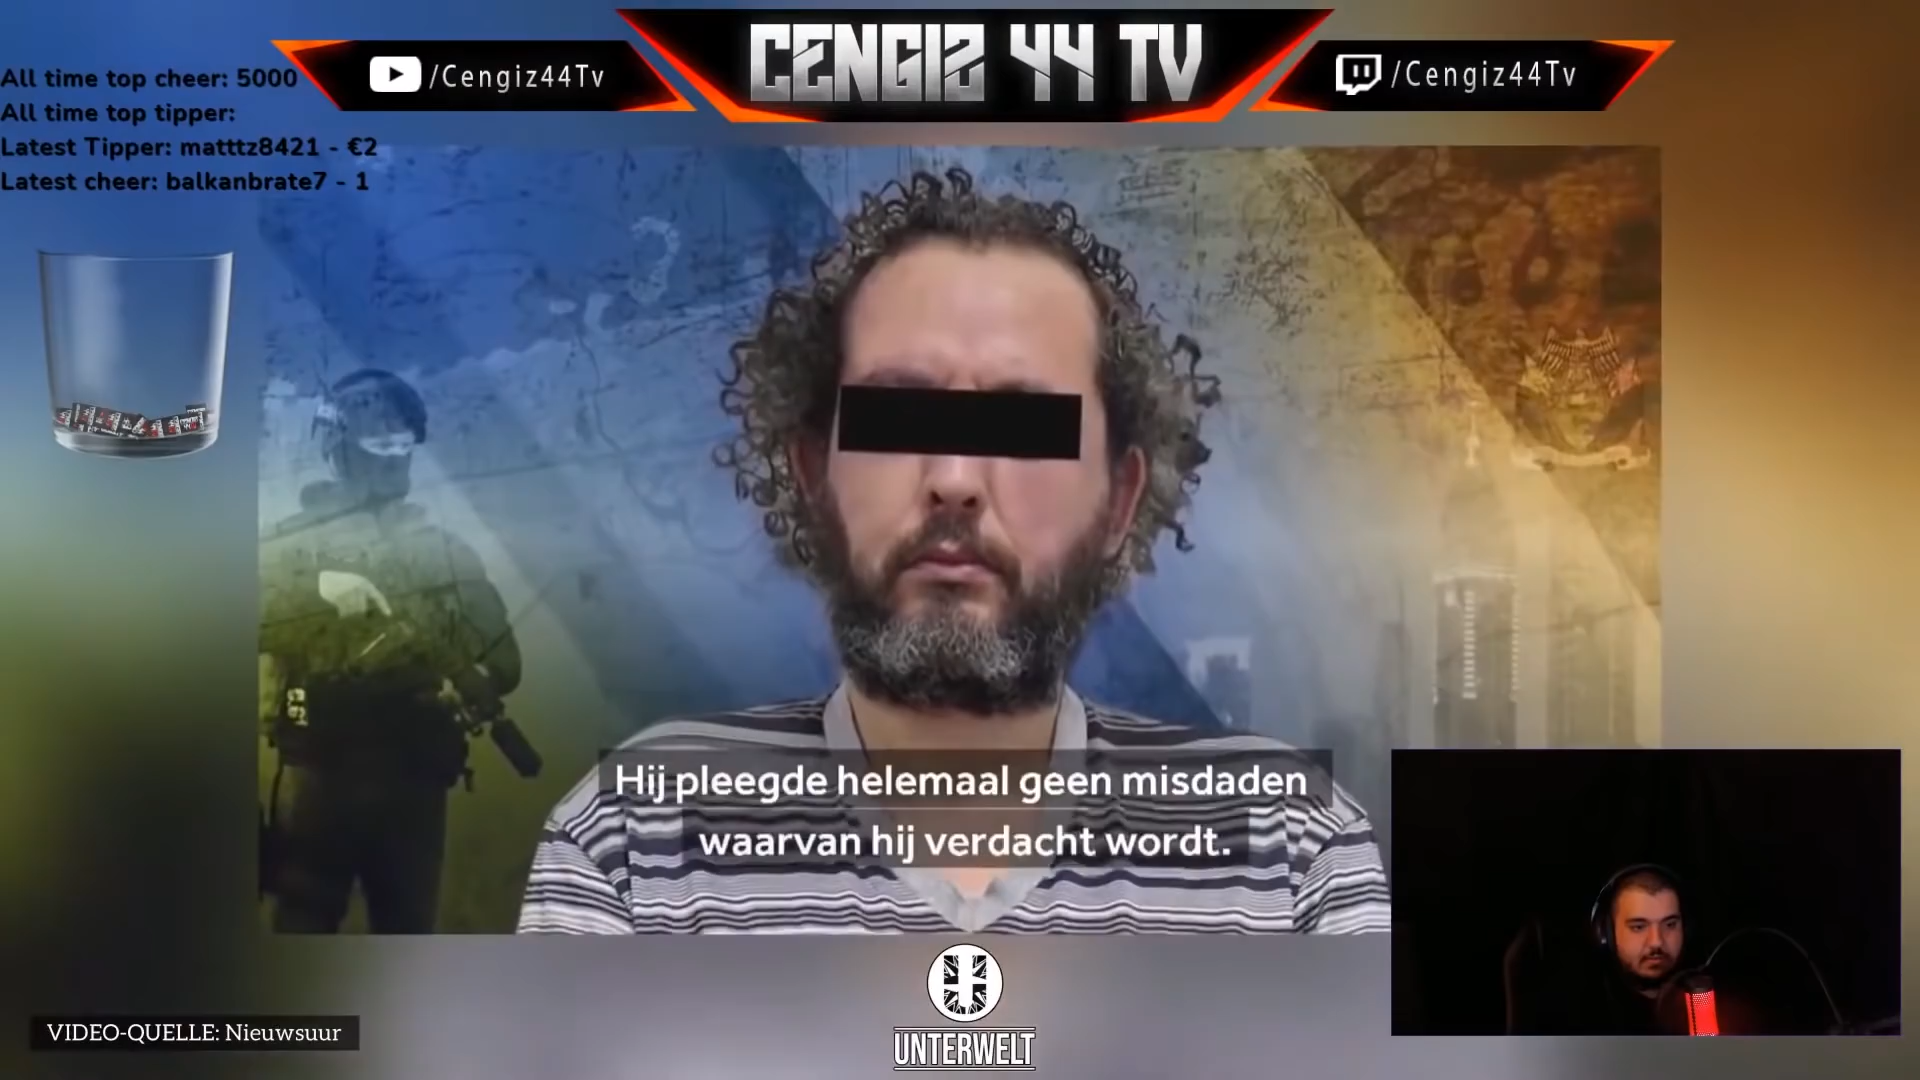 CENGIZ 44 TV
/Cengiz44Tv
/Cengiz44Tv
All time top cheer: 5000
All time top tipper:
Latest Tipper: matttz8421 - €2
Latest cheer: balkanbrate7 - 1
Hij pleegde helemaal geen misdaden
waarvan hij verdacht wordt.
VIDEO-QUELLE: Nieuwsuur
UNTERWELT